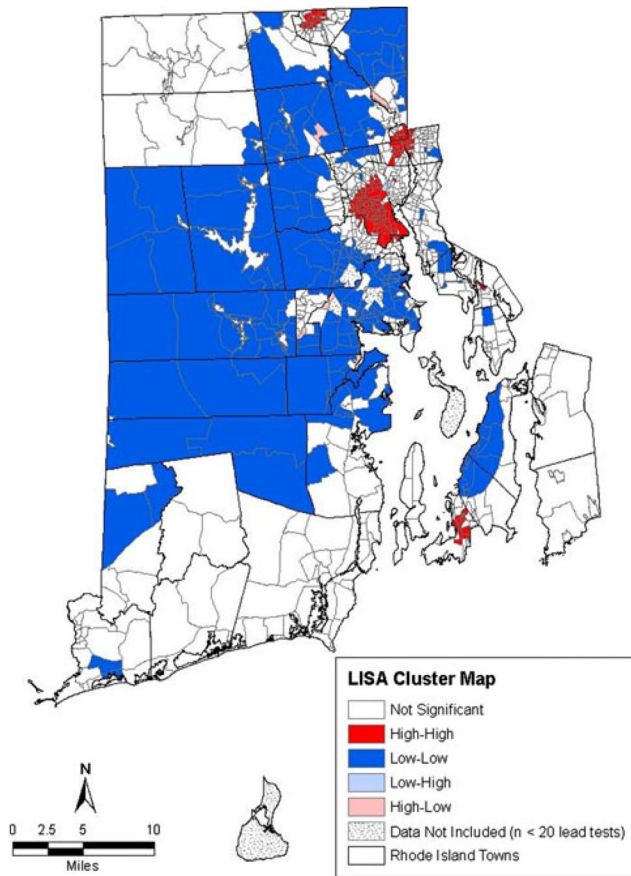 LISA Cluster Map
Not Significant
High-High
Low-Low
Low-High
High-Low
Data Not Included (n < 20 lead tests)
Rhode Island Towns
N
0 2.5 5 10
Miles